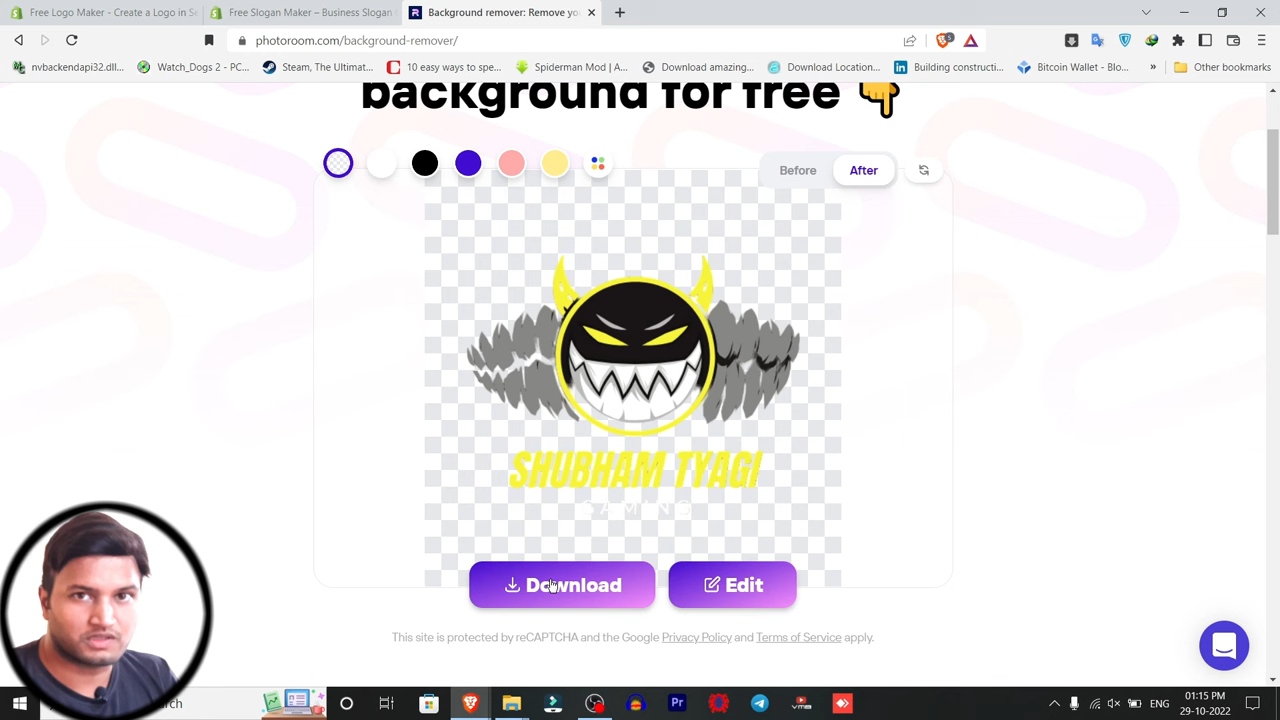 Free Logo Maker - Create a Logo in Se
Free Slogan Maker – Business Slogan
Background remover: Remove you
photoroom.com/background-remover/
nvbackendapi32.dll...
Watch_Dogs 2 - PC...
Steam, The Ultimat...
10 easy ways to spe...
Spiderman Mod | A...
Download amazing...
Download Location...
Building constructi...
Bitcoin Wallet - Blo...
»
Other Bookmarks
background for free
Before
After
SHUBHAM TYAGI
GAMING
Download
Edit
This site is protected by reCAPTCHA and the Google Privacy Policy and Terms of Service apply.
ENG
01:15 PM
29-10-2022